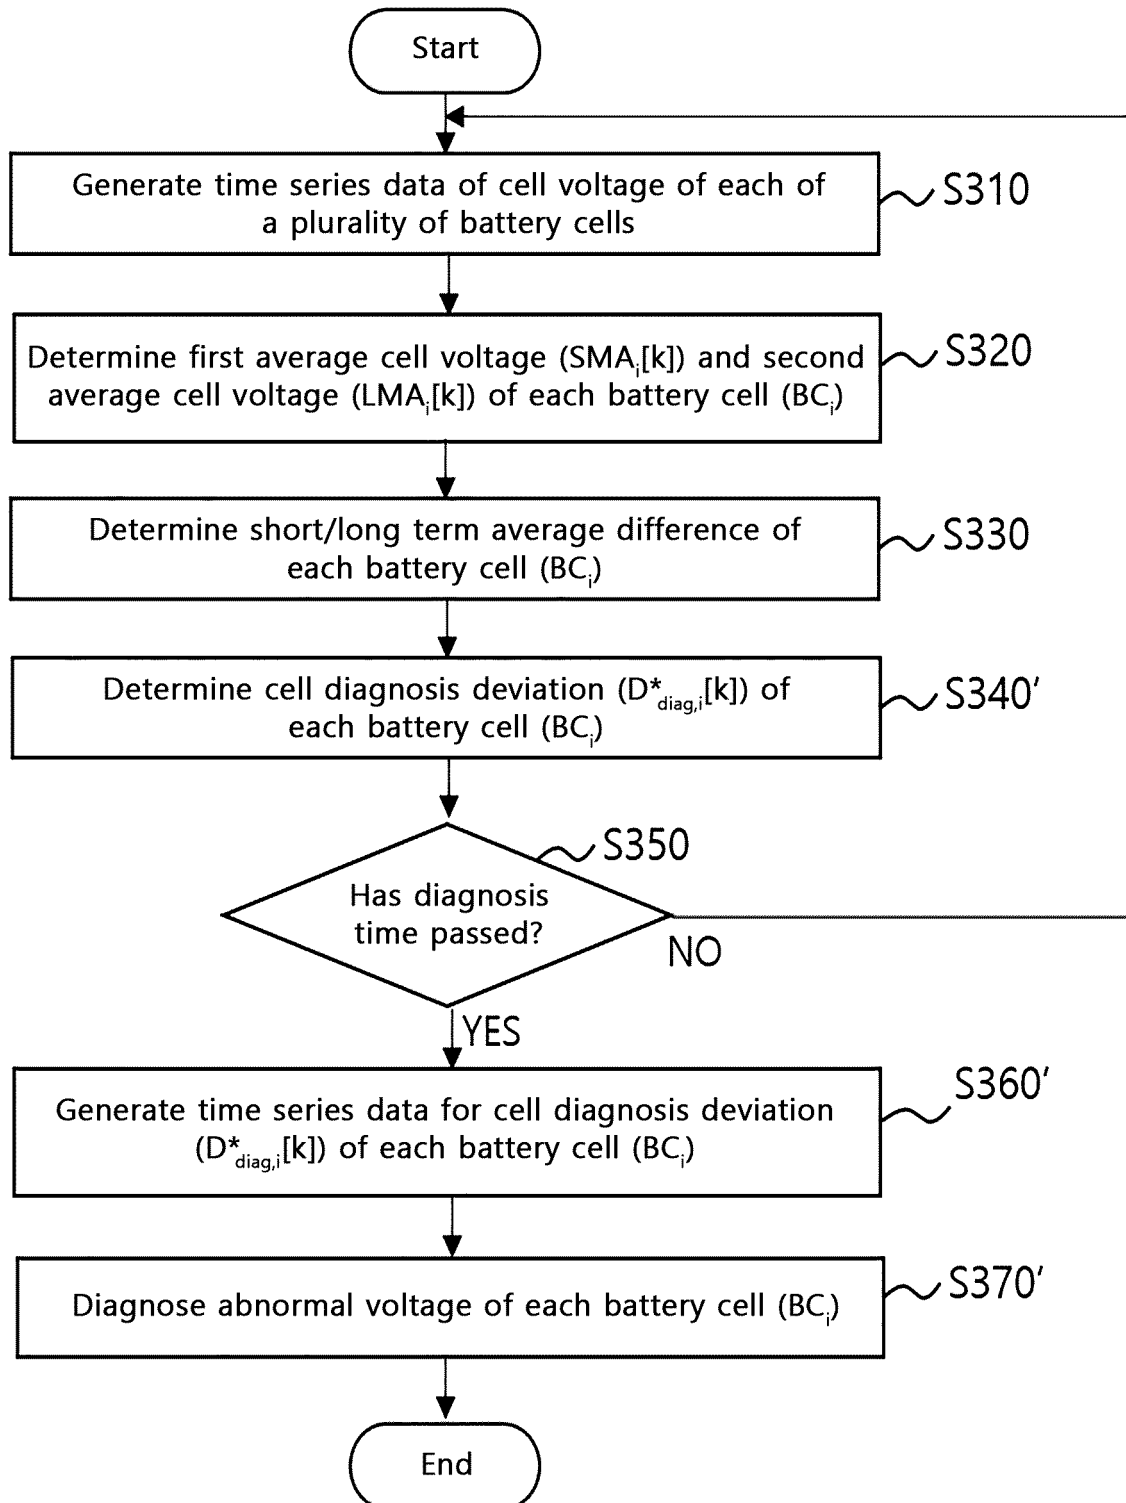 Start
Generate time series data of cell voltage of each of
a plurality of battery cells
S310
Determine first average cell voltage (SMAᵢ[k]) and second
average cell voltage (LMAᵢ[k]) of each battery cell (BCᵢ)
S320
Determine short/long term average difference of
each battery cell (BCᵢ)
S330
Determine cell diagnosis deviation (D*diag,i[k]) of
each battery cell (BCᵢ)
S340'
Has diagnosis
time passed?
S350
NO
YES
Generate time series data for cell diagnosis deviation
(D*diag,i[k]) of each battery cell (BCᵢ)
S360'
Diagnose abnormal voltage of each battery cell (BCᵢ)
S370'
End